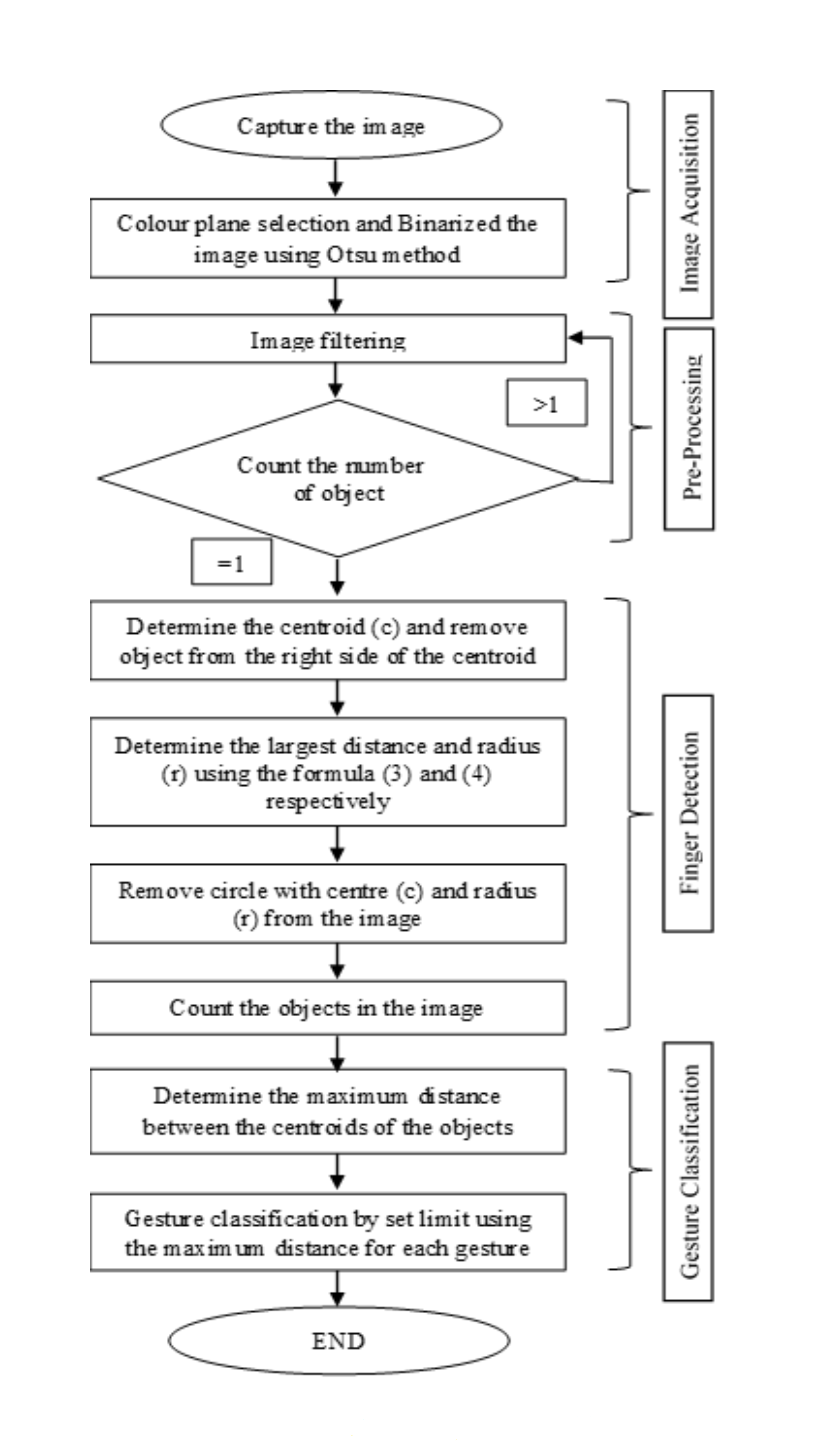 Capture the image
Image Acquisition
Colour plane selection and Binarized the
image using Otsu method
Image filtering
Pre-Processing
>1
Count the number
of object
=1
Determine the centroid (c) and remove
object from the right side of the centroid
Determine the largest distance and radius
(r) using the formula (3) and (4)
respectively
Finger Detection
Remove circle with centre (c) and radius
(r) from the image
Count the objects in the image
Determine the maximum distance
between the centroids of the objects
Gesture Classification
Gesture classification by set limit using
the maximum distance for each gesture
END